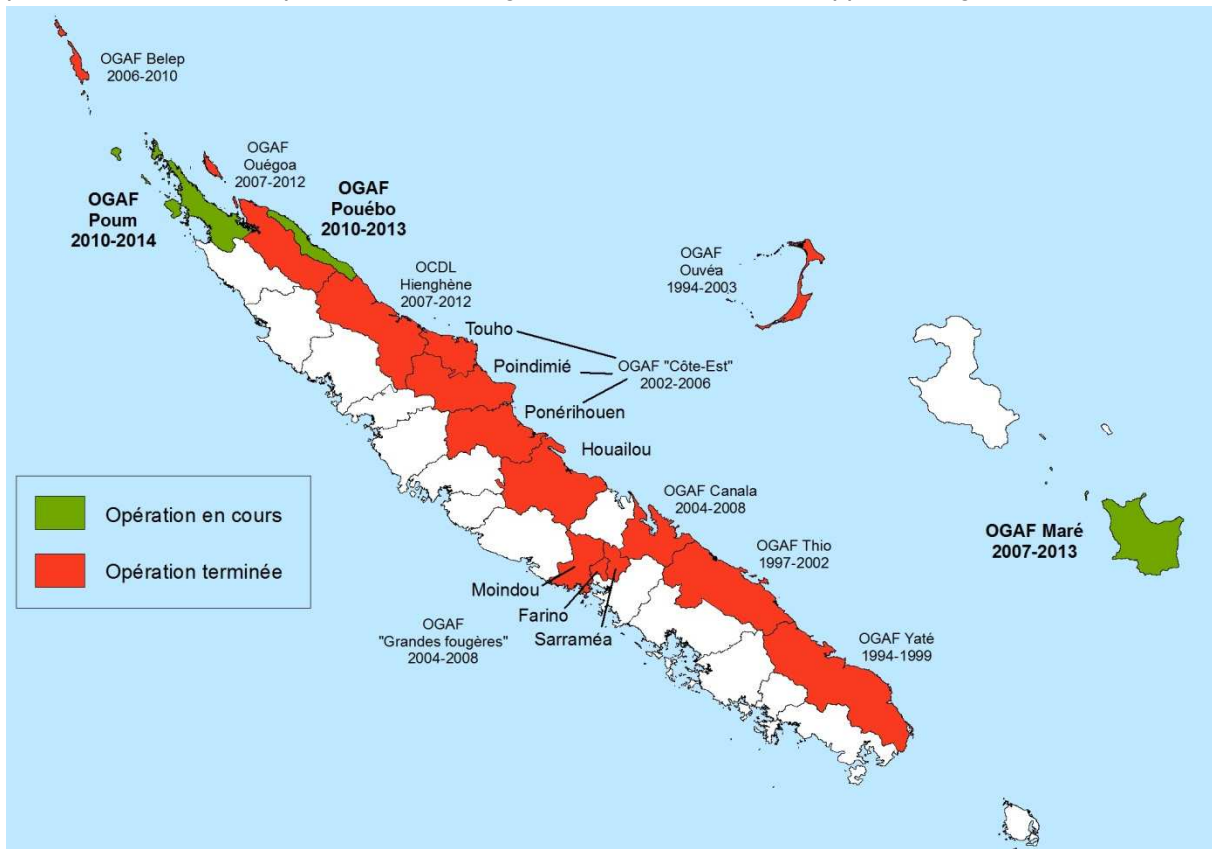 OGAF Belep
2006-2010
OGAF
Ouégoa
2007-2012
OGAF
Poum
2010-2014
OGAF
Pouébo
2010-2013
OCDL
Hienghène
2007-2012
OGAF
Ouvéa
1994-2003
Touho
Poindimié
OGAF "Côte-Est"
2002-2006
Ponérihouen
Houailou
Opération en cours
Opération terminée
OGAF Canala
2004-2008
OGAF Maré
2007-2013
OGAF Thio
1997-2002
Moindou
Farino
Sarraméa
OGAF
"Grandes fougères"
2004-2008
OGAF Yaté
1994-1999